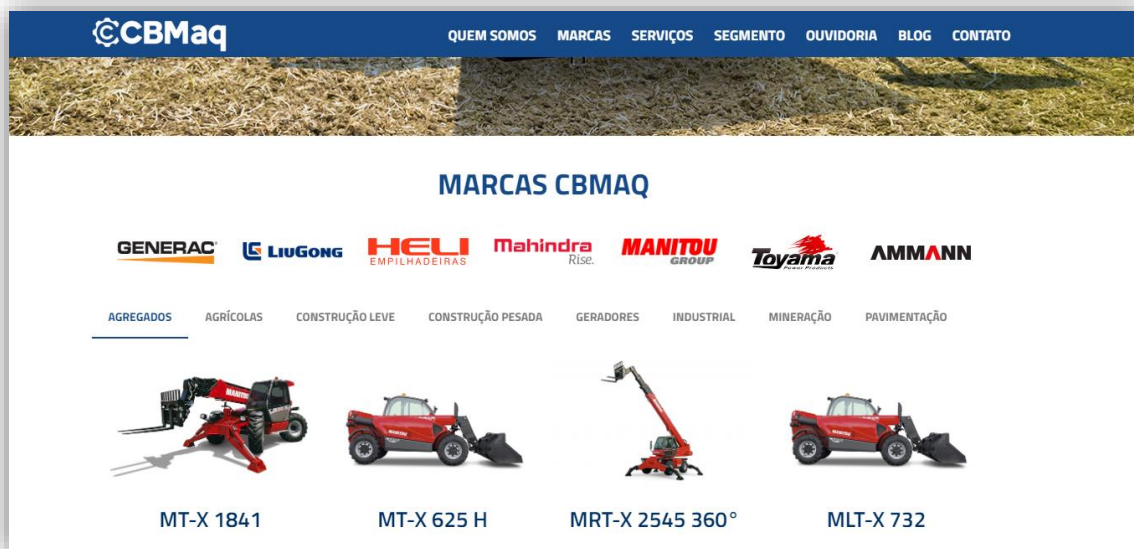 CBMaq
QUEM SOMOS MARCAS SERVIÇOS SEGMENTO OUVIDORIA BLOG CONTATO
MARCAS CBMAQ
GENERAC LIUGONG HELI EMPILHADEIRAS Mahindra Rise. MANITOU GROUP Toyama Power Products AMMANN
AGREGADOS AGRÍCOLAS CONSTRUÇÃO LEVE CONSTRUÇÃO PESADA GERADORES INDUSTRIAL MINERAÇÃO PAVIMENTAÇÃO
MANITOU
MT-X 1841 MT-X 625 H MRT-X 2545 360° MLT-X 732